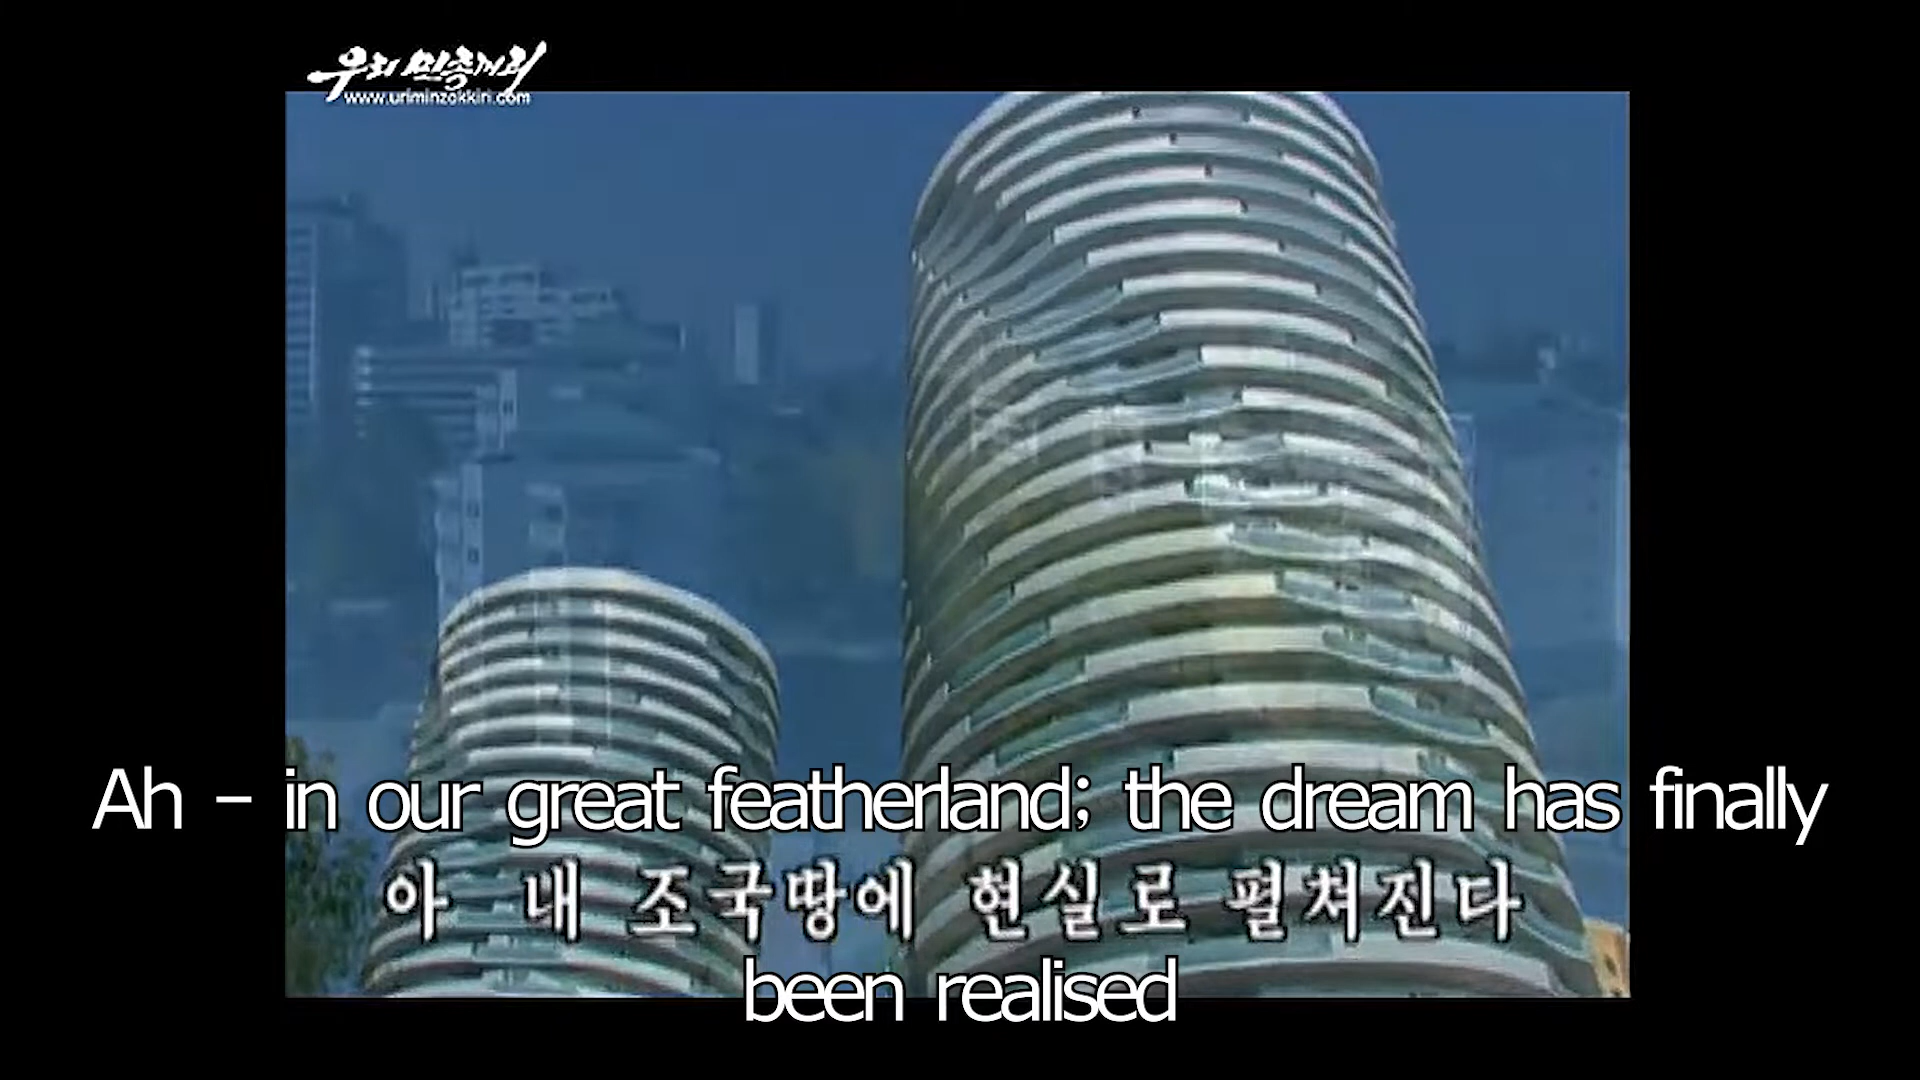 우리민족끼리
www.uriminzokkiri.com
Ah - in our great featherland; the dream has finally
아 내 조국땅에 현실로 펼쳐진다
been realised